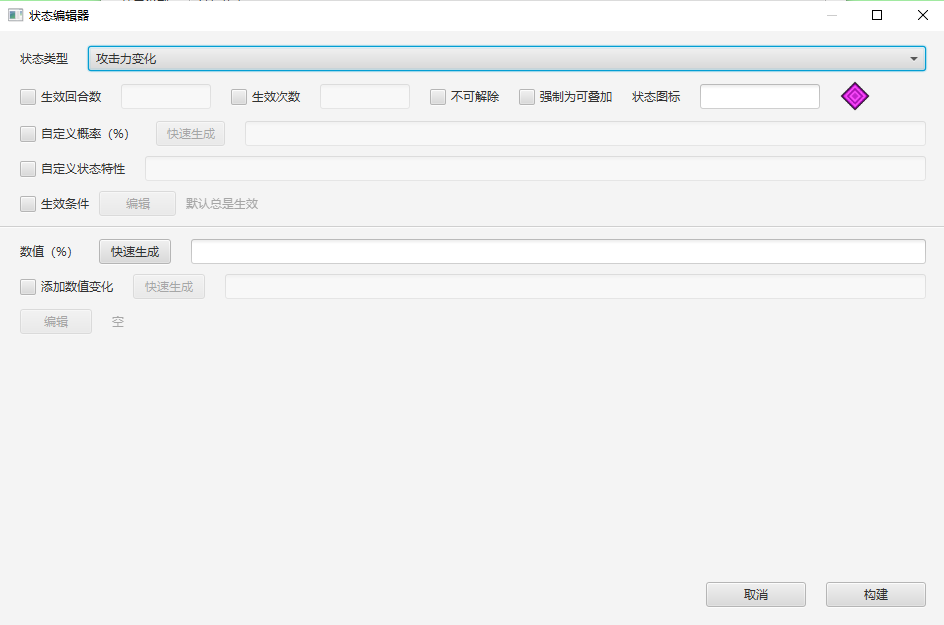 状态编辑器
状态类型 攻击力变化
生效回合数 生效次数 不可解除 强制为可叠加 状态图标
自定义概率（%） 快速生成
自定义状态特性
生效条件 编辑 默认总是生效
数值（%） 快速生成
添加数值变化 快速生成
编辑 空
取消 构建